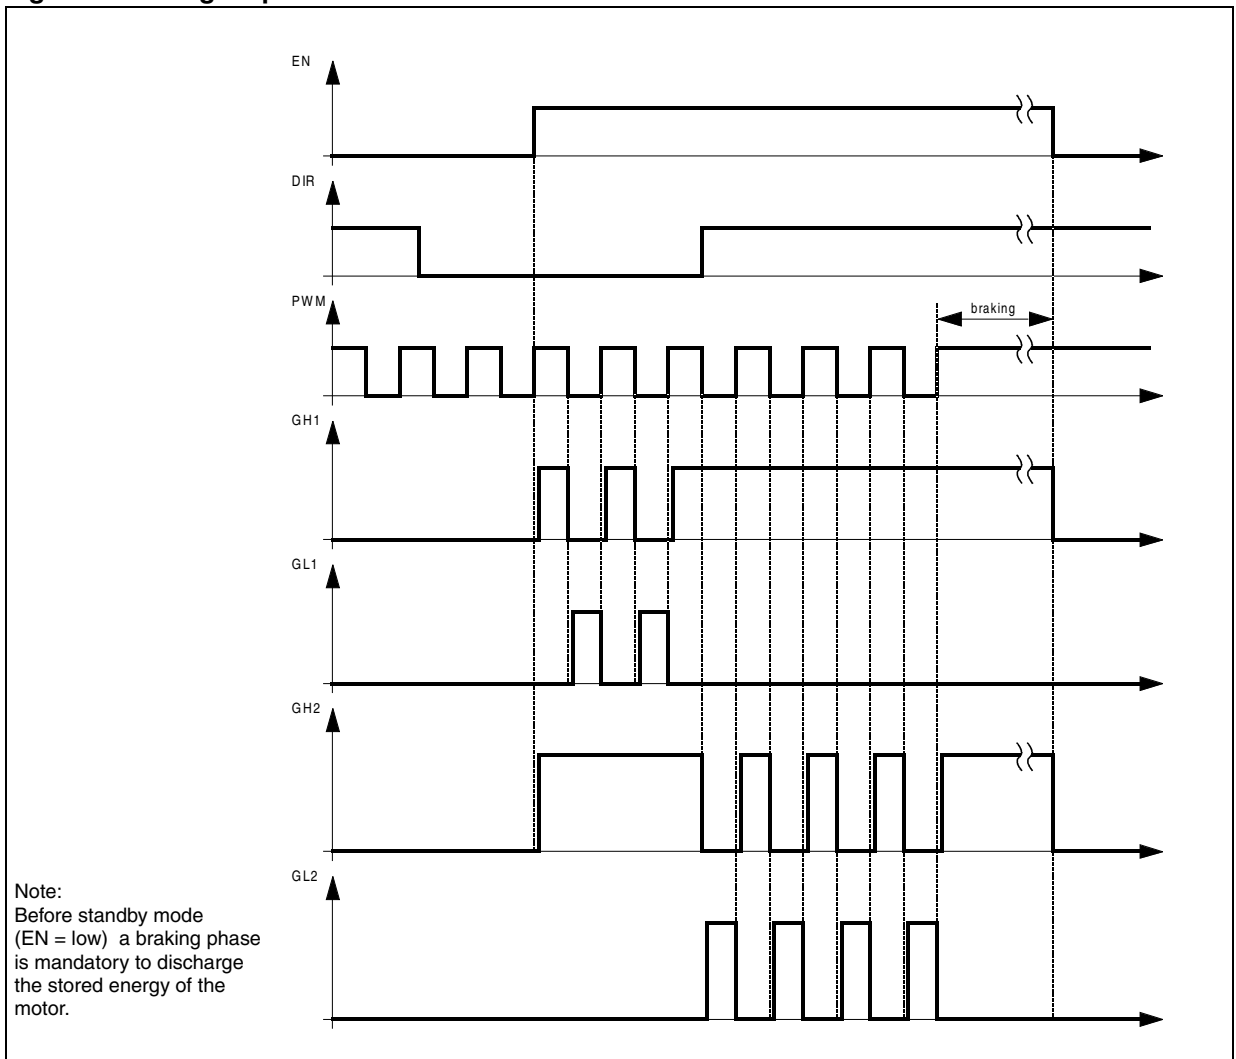 EN
DIR
PWM
braking
GH1
GL1
GH2
GL2
Note:
Before standby mode
(EN = low) a braking phase
is mandatory to discharge
the stored energy of the
motor.